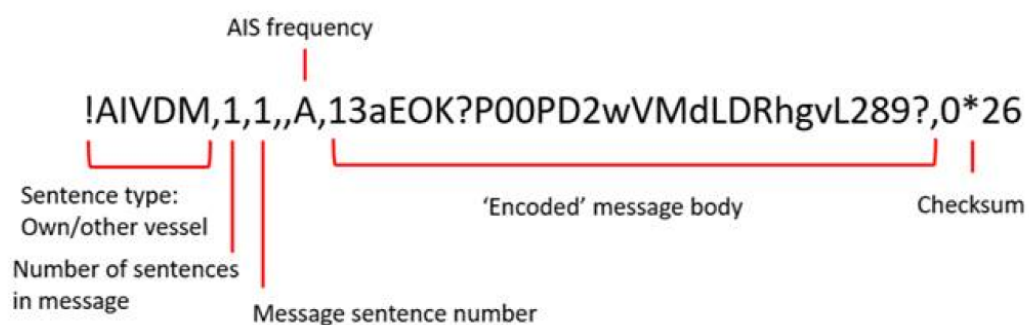 AIS frequency
!AIVDM,1,1,,A,13aEOK?P00PD2wVMdLDRhgvL289?,0*26
Sentence type:
Own/other vessel
'Encoded' message body
Checksum
Number of sentences
in message
Message sentence number